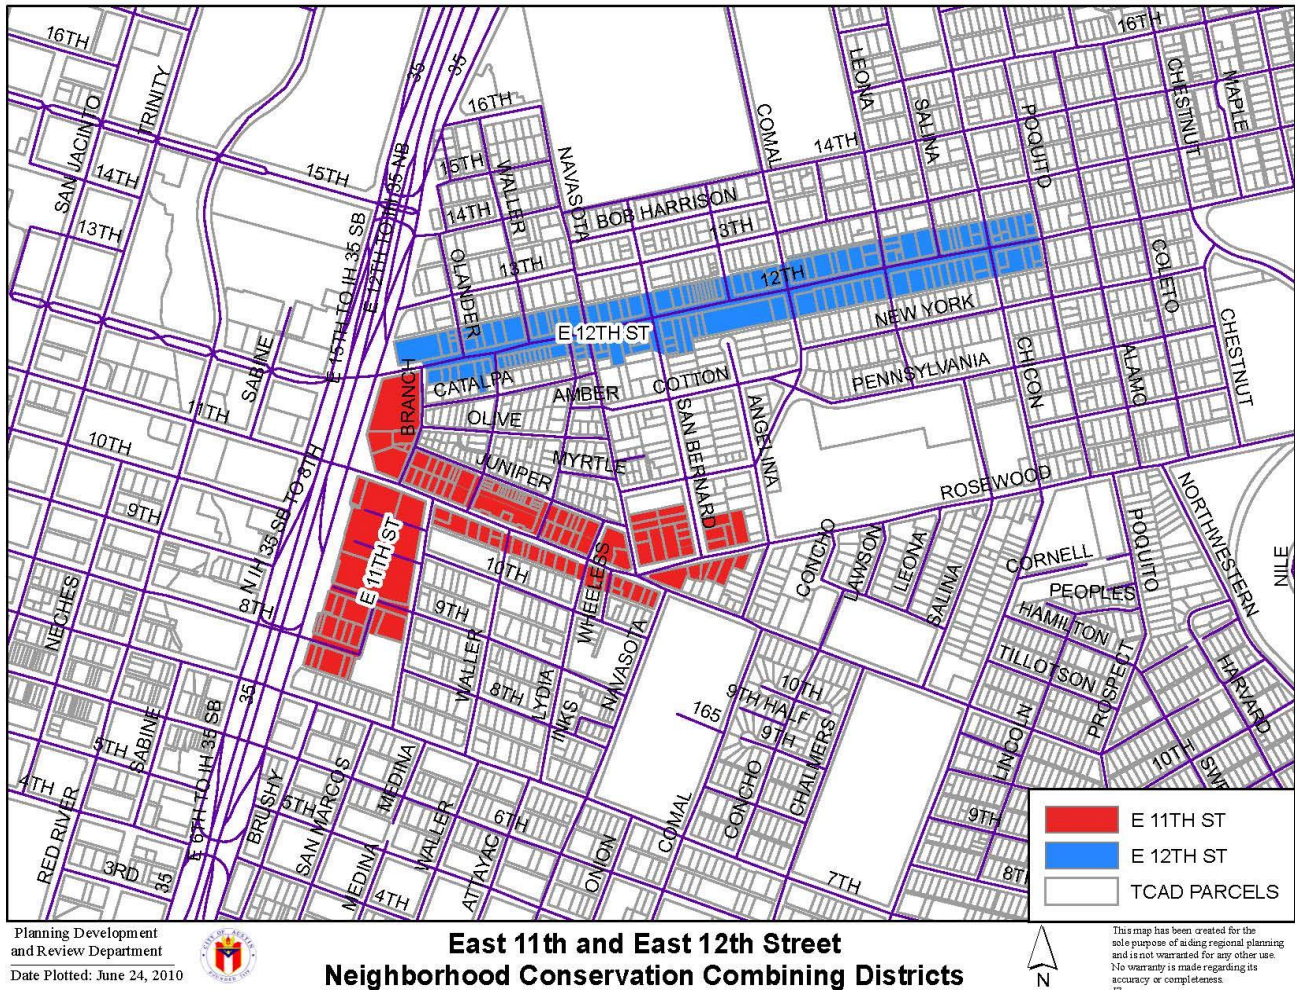 16TH
TRINITY
SAN JACINTO
14TH
13TH
15TH
35
35
E 15TH TO IH 35 SB
E 12TH TO IH 35 NB
16TH
15TH
WALLER
14TH
NAVASOTA
OLANDER
13TH
BOB HARRISON
13TH
COMAL
14TH
LEONA
SALINA
POQUITO
16TH
CHESTNUT
MAPLE
12TH
E 12TH ST
NEW YORK
COLETO
CHESTNUT
SABINE
BRANCH
CATALPA
AMBER
COTTON
PENNSYLVANIA
CHICON
ALAMO
11TH
OLIVE
SAN BERNARD
ANGELINA
10TH
JUNIPER
MYRTLE
ROSEWOOD
N IH 35 SB TO 8TH
9TH
E 11TH ST
10TH
WHEELESS
CONCHO
LAWSON
LEONA
SALINA
CORNELL
POQUITO
NORTHWESTERN
NILE
PEOPLES
NECHES
8TH
9TH
WALLER
NAVASOTA
HAMILTON
TILLOTSON
PROSPECT
HARVARD
8TH
LYDIA
INKS
10TH
9TH HALF
165
9TH
CHALMERS
LINCOLN
10TH
35
SABINE
5TH
E 6TH TO IH 35 SB
MEDINA
SAN MARCOS
BRUSHY
5TH
4TH
RED RIVER
3RD
35
WALLER
6TH
MEDINA
4TH
ATTAYAC
ONION
COMAL
CONCHO
7TH
9TH
E 11TH ST
E 12TH ST
TCAD PARCELS
Planning Development
and Review Department
Date Plotted: June 24, 2010
CITY OF AUSTIN
East 11th and East 12th Street
Neighborhood Conservation Combining Districts
N
This map has been created for the
sole purpose of aiding regional planning
and is not warranted for any other use.
No warranty is made regarding its
accuracy or completeness.